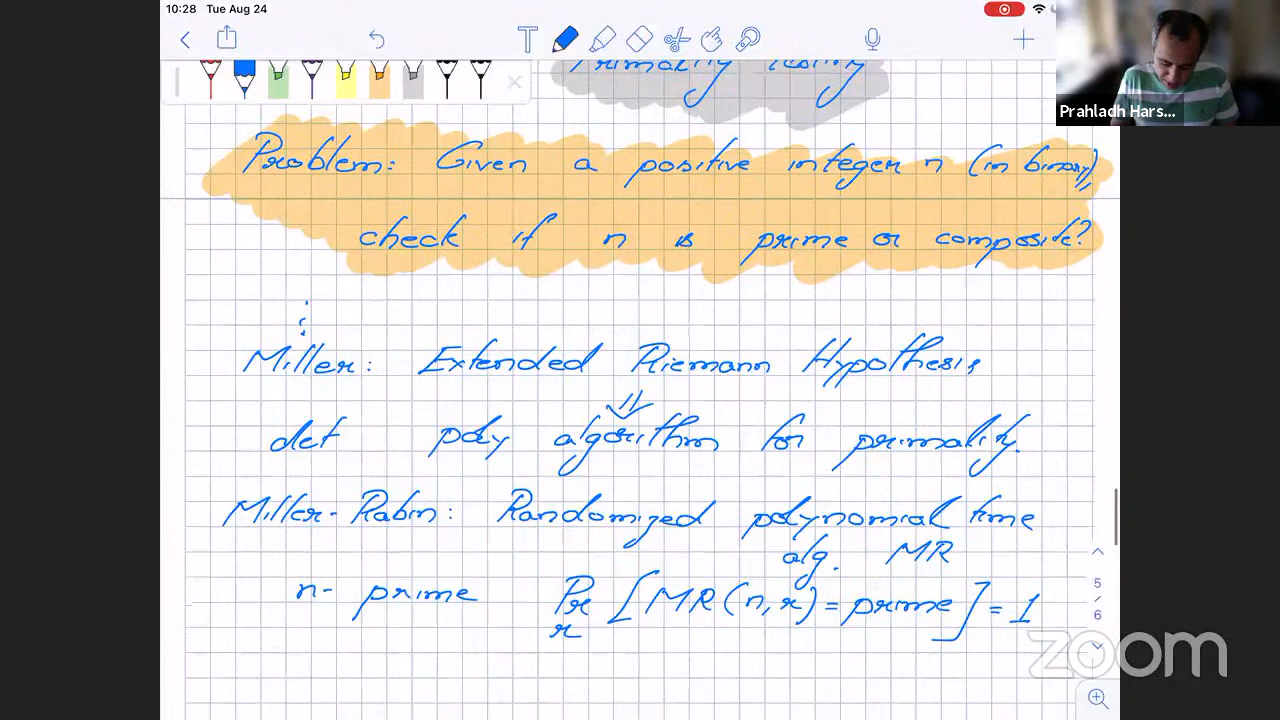 10:28 Tue Aug 24
Primality Testing
Prahladh Hars...
Problem: Given a positive integer n (in binary),
check if n is prime or composite?
Miller: Extended Riemann Hypothesis
⇓
det poly algorithm for primality.
Miller-Rabin: Randomized polynomial time
alg. MR
n - prime Pr [MR(n,r) = prime] = 1
r
5
/
6
zoom